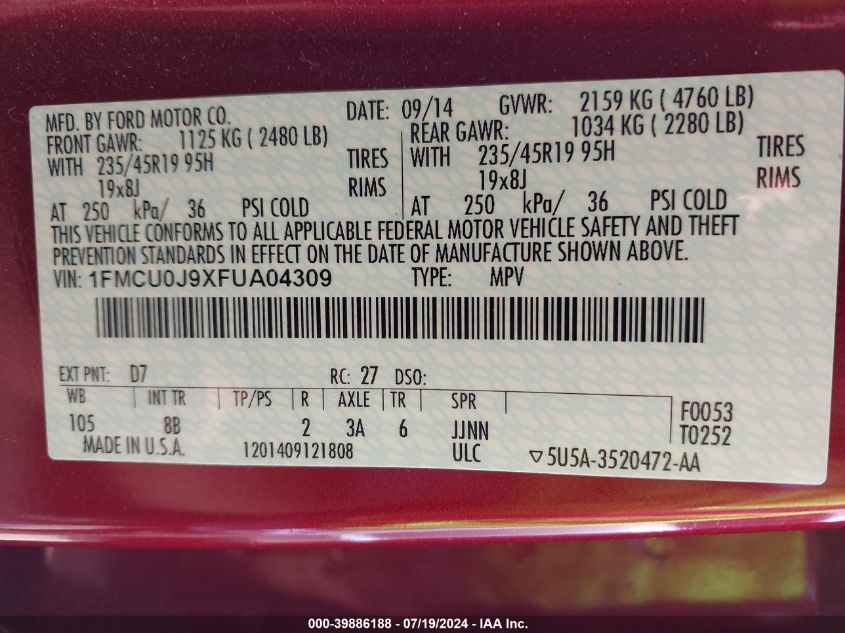 MFD. BY FORD MOTOR CO. DATE: 09/14 GVWR: 2159 KG ( 4760 LB)
FRONT GAWR: 1125 KG ( 2480 LB) REAR GAWR: 1034 KG ( 2280 LB)
WITH 235/45R19 95H TIRES WITH 235/45R19 95H TIRES
19x8J RIMS 19x8J RIMS
AT 250 kPa/ 36 PSI COLD AT 250 kPa/ 36 PSI COLD
THIS VEHICLE CONFORMS TO ALL APPLICABLE FEDERAL MOTOR VEHICLE SAFETY AND THEFT
PREVENTION STANDARDS IN EFFECT ON THE DATE OF MANUFACTURE SHOWN ABOVE.
VIN: 1FMCU0J9XFUA04309 TYPE: MPV
EXT PNT: D7 RC: 27 DSO:
WB INT TR TP/PS R AXLE TR SPR F0053
105 8B 2 3A 6 JJNN T0252
MADE IN U.S.A. 1201409121808 ULC ▽5U5A-3520472-AA
000-39886188 - 07/19/2024 - IAA Inc.